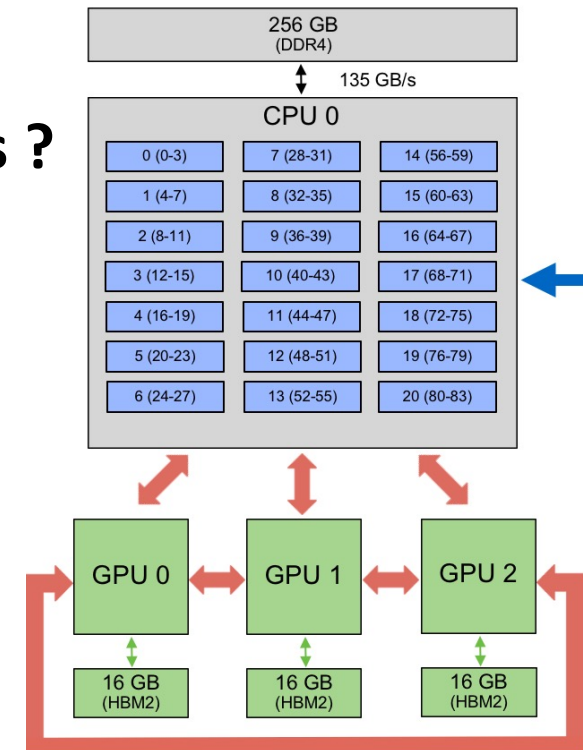 256 GB
(DDR4)
135 GB/s
s ?
CPU 0
0 (0-3)
7 (28-31)
14 (56-59)
1 (4-7)
8 (32-35)
15 (60-63)
2 (8-11)
9 (36-39)
16 (64-67)
3 (12-15)
10 (40-43)
17 (68-71)
4 (16-19)
11 (44-47)
18 (72-75)
5 (20-23)
12 (48-51)
19 (76-79)
6 (24-27)
13 (52-55)
20 (80-83)
GPU 0
GPU 1
GPU 2
16 GB
(HBM2)
16 GB
(HBM2)
16 GB
(HBM2)